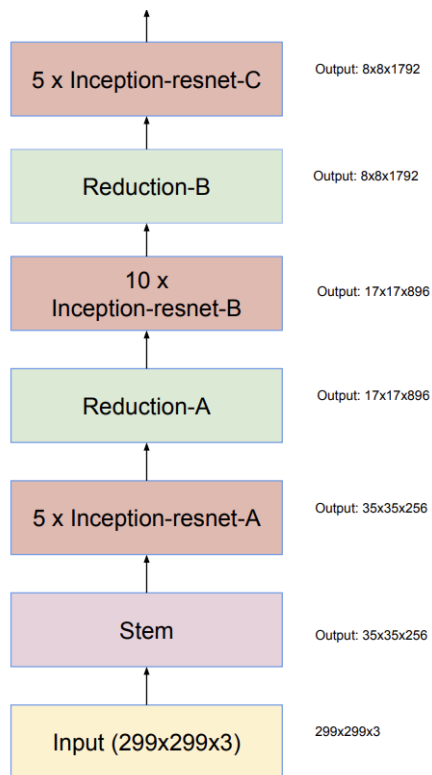 5 x Inception-resnet-C
Output: 8x8x1792
Reduction-B
Output: 8x8x1792
10 x
Inception-resnet-B
Output: 17x17x896
Reduction-A
Output: 17x17x896
5 x Inception-resnet-A
Output: 35x35x256
Stem
Output: 35x35x256
Input (299x299x3)
299x299x3